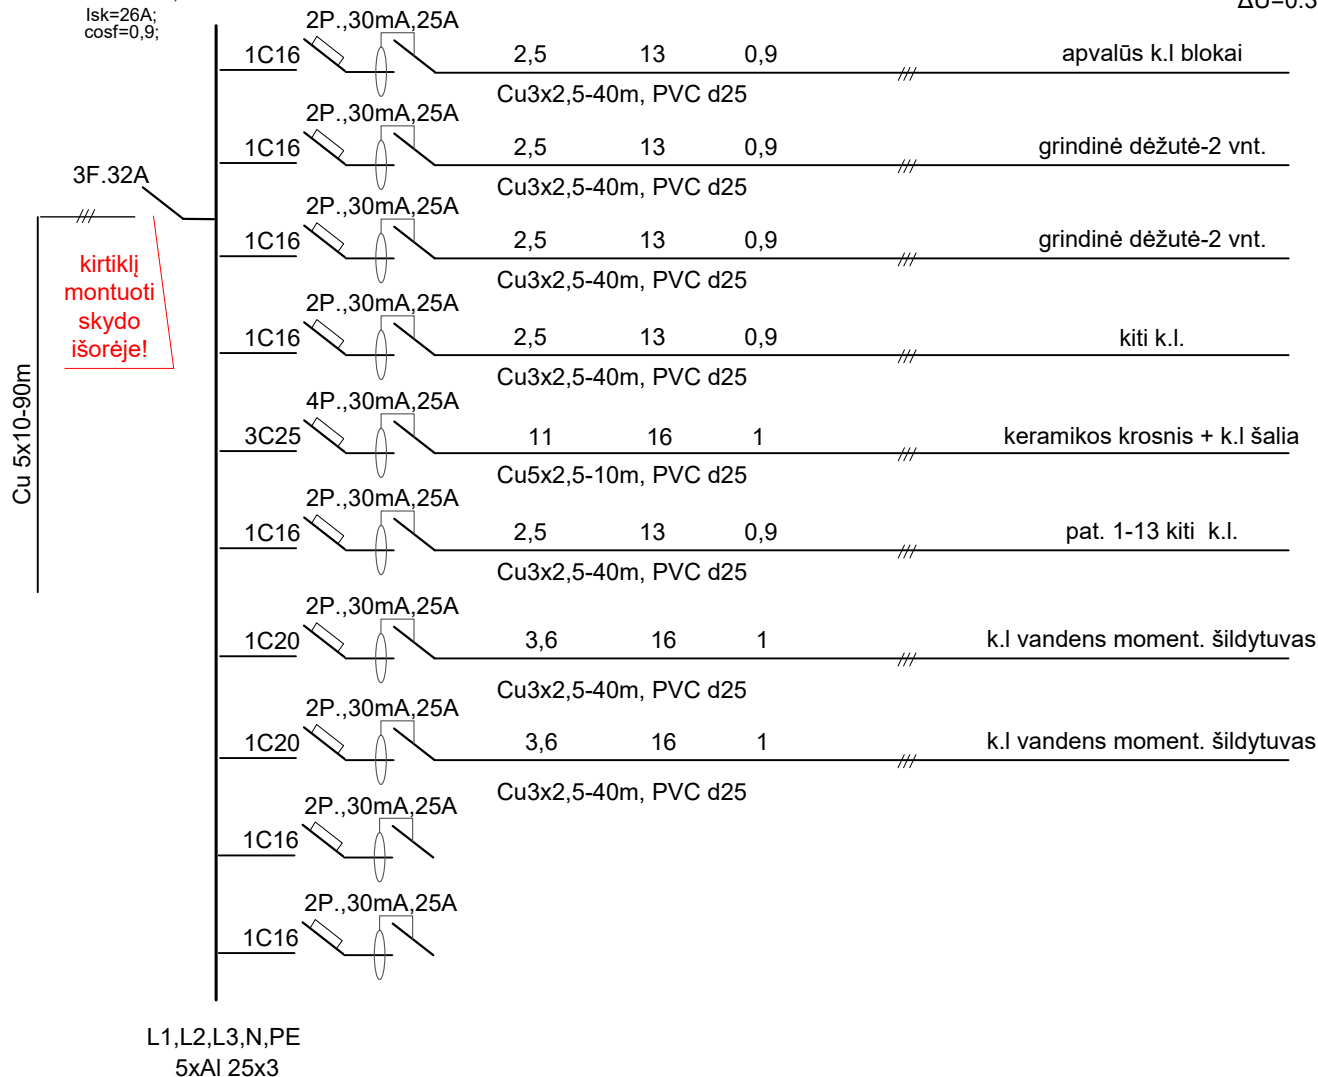 Isk=26A;
cosf=0,9;
ΔU=0.3
2P.,30mA,25A
1C16
2,5 13 0,9 apvalūs k.l blokai
Cu3x2,5-40m, PVC d25
2P.,30mA,25A
1C16
2,5 13 0,9 grindinė dėžutė-2 vnt.
Cu3x2,5-40m, PVC d25
3F.32A
2P.,30mA,25A
1C16
2,5 13 0,9 grindinė dėžutė-2 vnt.
Cu3x2,5-40m, PVC d25
kirtiklį
montuoti
skydo
išorėje!
2P.,30mA,25A
1C16
2,5 13 0,9 kiti k.l.
Cu3x2,5-40m, PVC d25
Cu 5x10-90m
4P.,30mA,25A
3C25
11 16 1 keramikos krosnis + k.l šalia
Cu5x2,5-10m, PVC d25
2P.,30mA,25A
1C16
2,5 13 0,9 pat. 1-13 kiti k.l.
Cu3x2,5-40m, PVC d25
2P.,30mA,25A
1C20
3,6 16 1 k.l vandens moment. šildytuvas
Cu3x2,5-40m, PVC d25
2P.,30mA,25A
1C20
3,6 16 1 k.l vandens moment. šildytuvas
Cu3x2,5-40m, PVC d25
2P.,30mA,25A
1C16
2P.,30mA,25A
1C16
L1,L2,L3,N,PE
5xAl 25x3